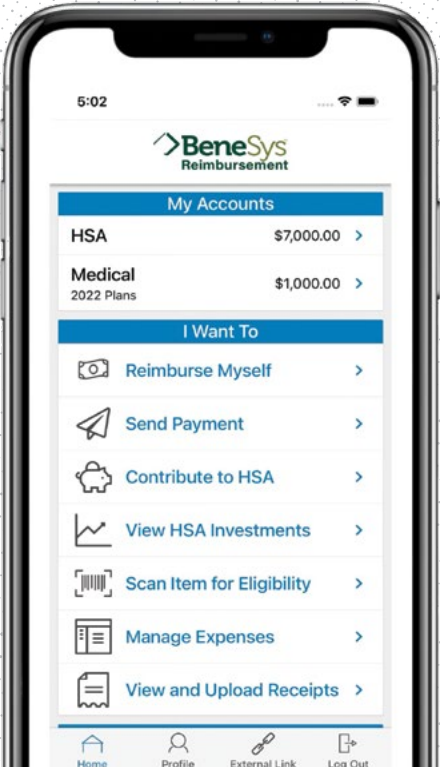 5:02
BeneSys
Reimbursement
My Accounts
HSA $7,000.00
Medical
2022 Plans $1,000.00
I Want To
Reimburse Myself
Send Payment
Contribute to HSA
View HSA Investments
Scan Item for Eligibility
Manage Expenses
View and Upload Receipts
Home Profile External Link Log Out